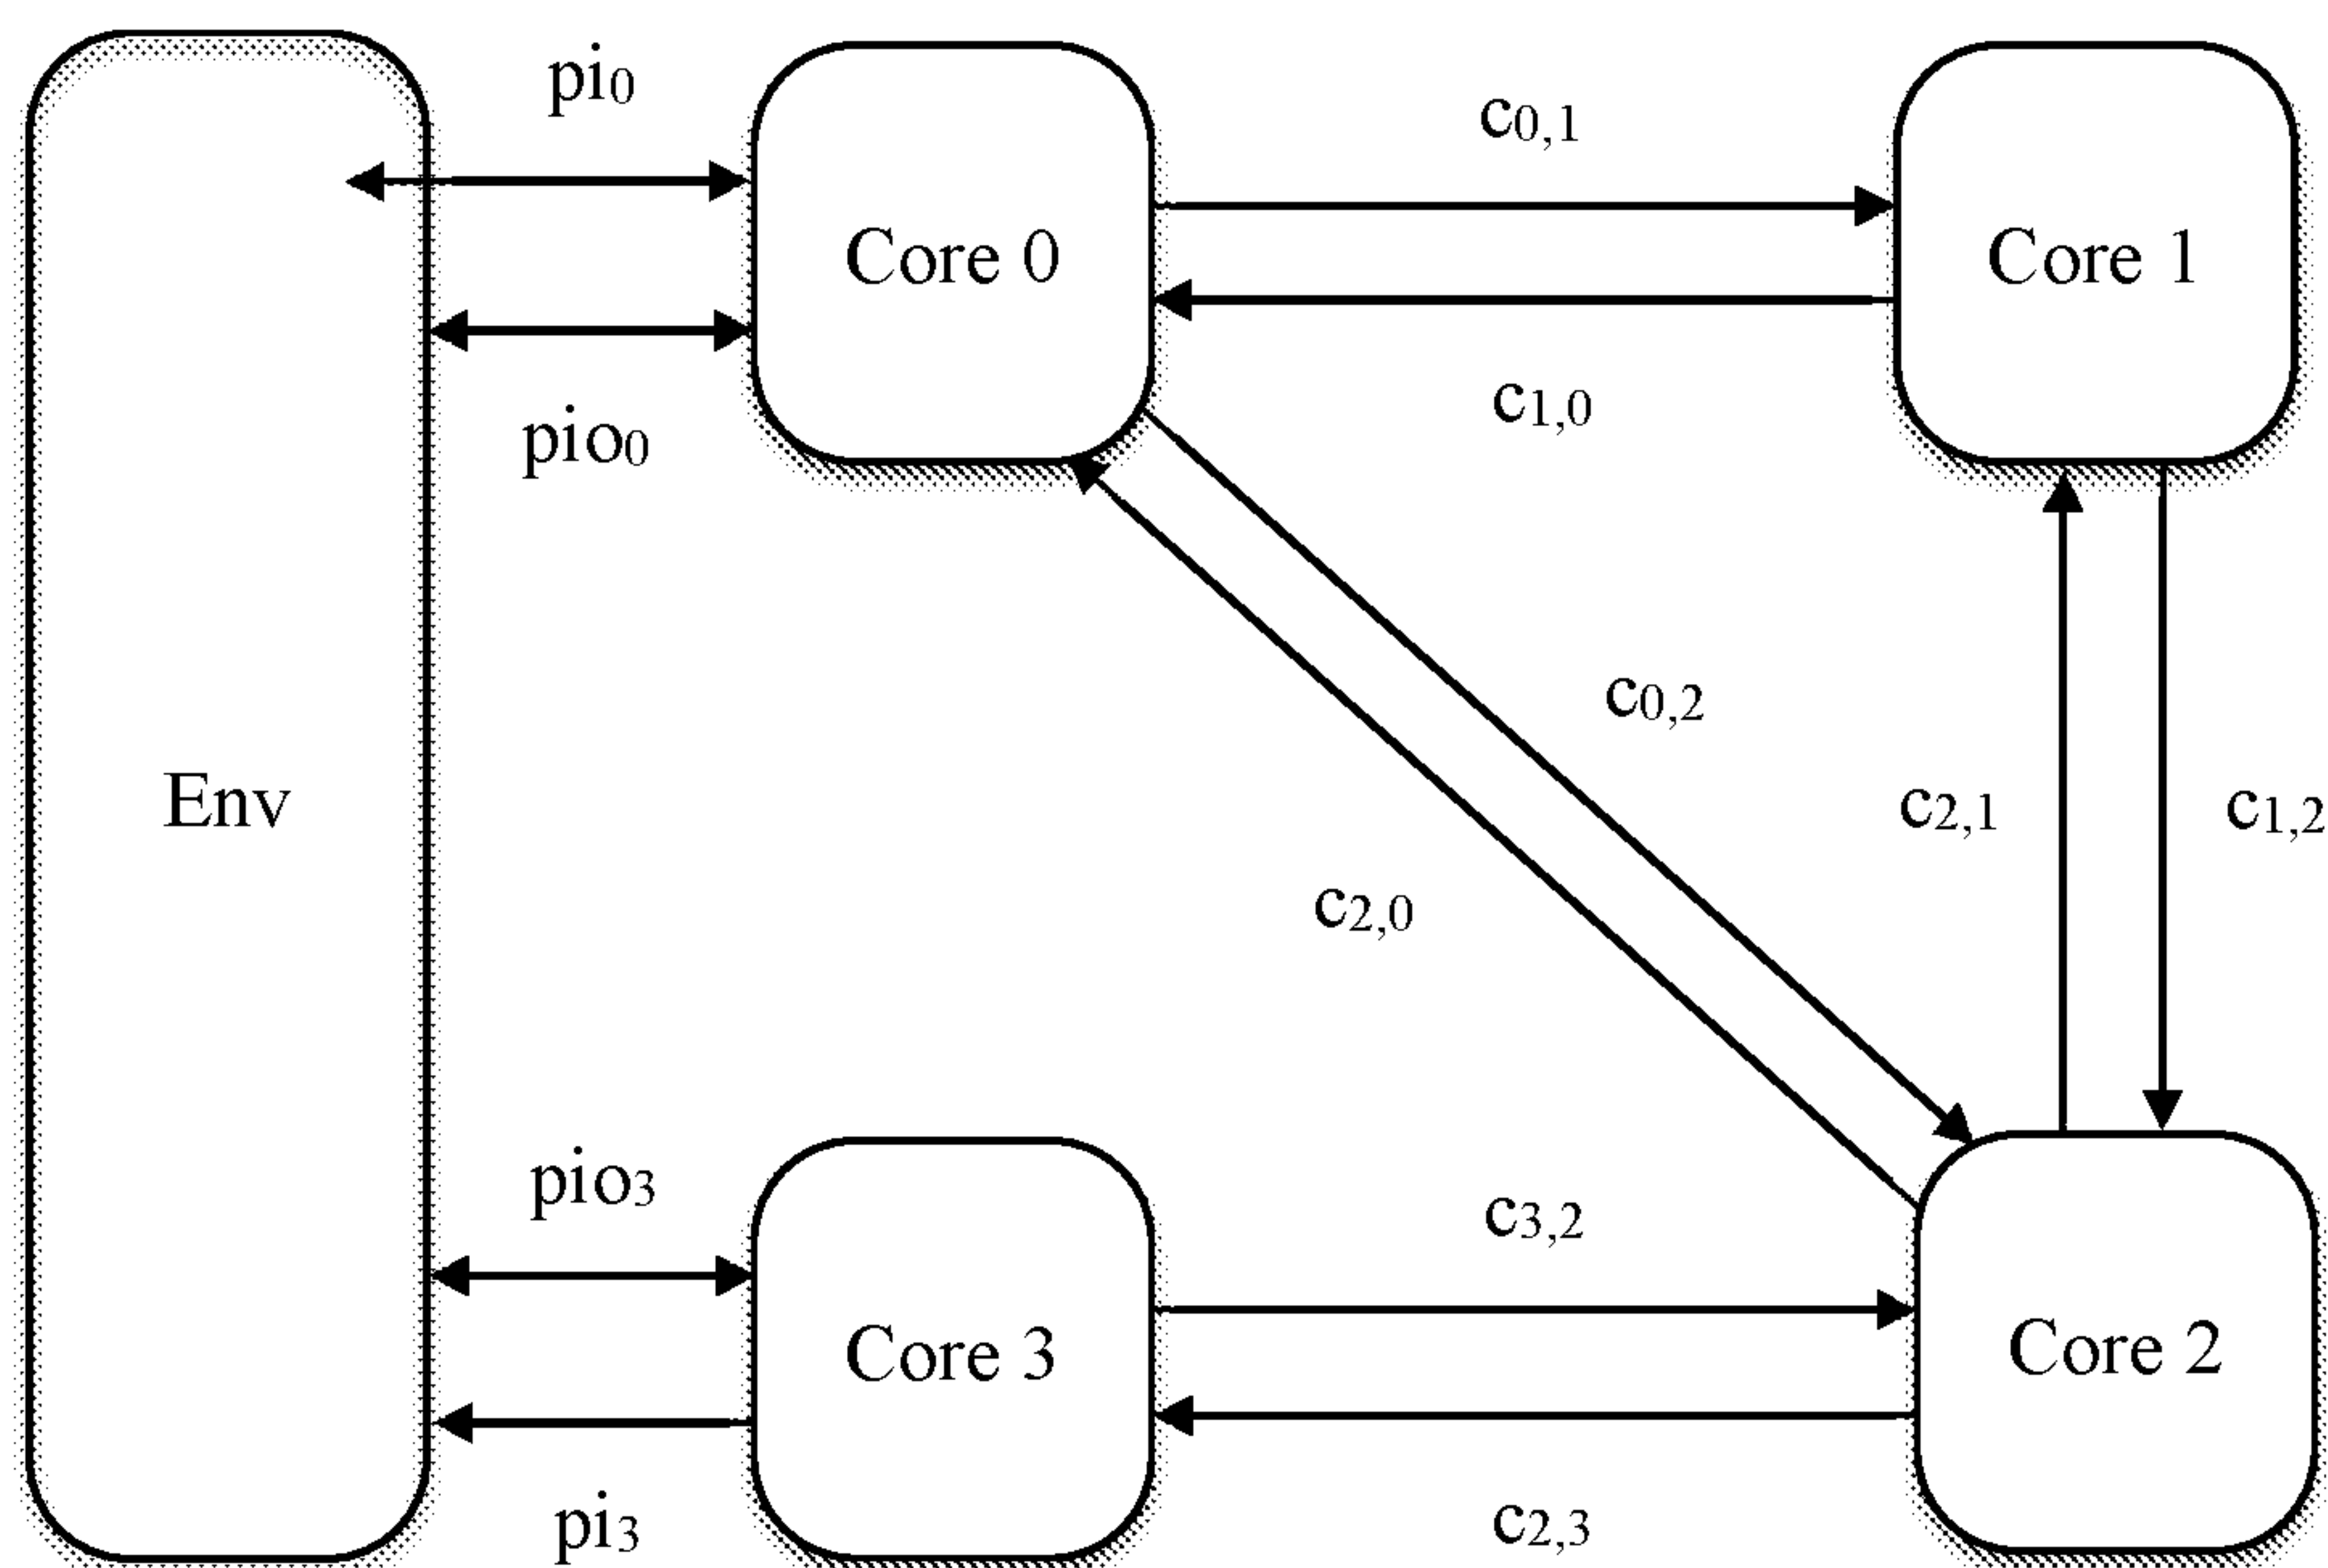 pi0
c0,1
Core 0
Core 1
c1,0
pio0
c0,2
Env
c2,1
c1,2
c2,0
pio3
c3,2
Core 3
Core 2
pi3
c2,3